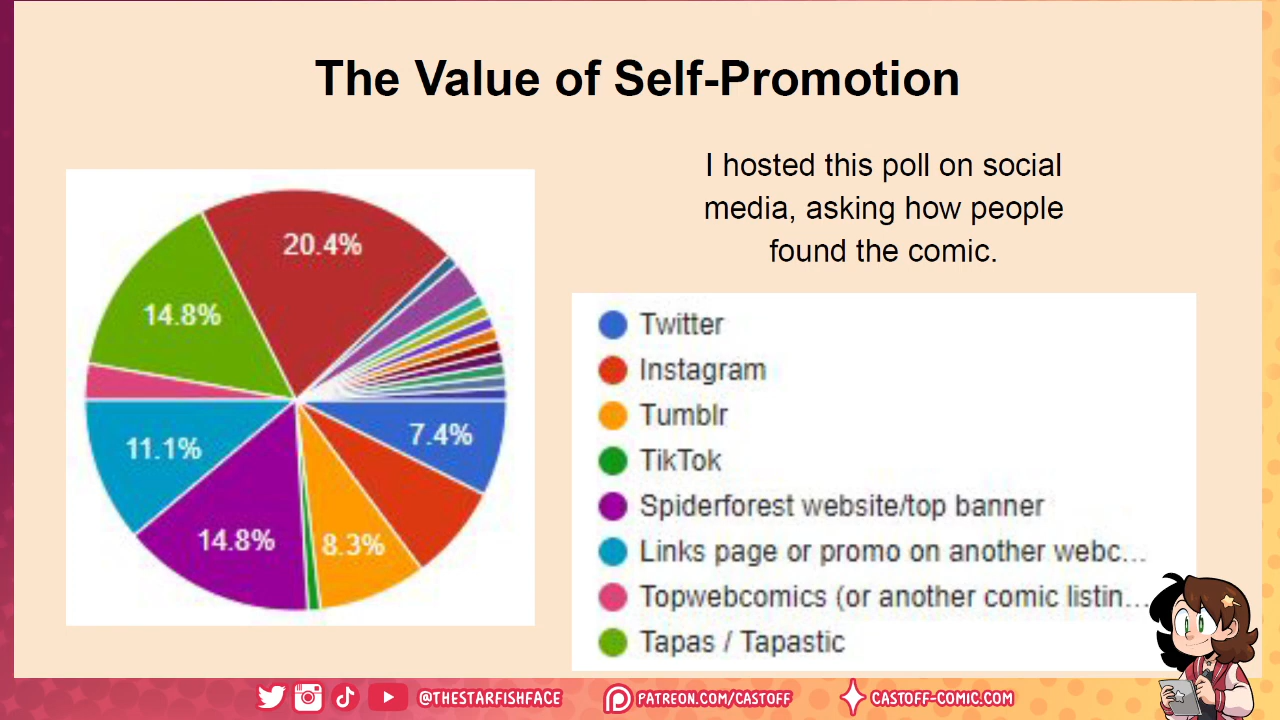 The Value of Self-Promotion
I hosted this poll on social
media, asking how people
found the comic.
20.4%
14.8%
11.1%
14.8%
8.3%
7.4%
Twitter
Instagram
Tumblr
TikTok
Spiderforest website/top banner
Links page or promo on another webc...
Topwebcomics (or another comic listin...
Tapas / Tapastic
@THESTARFISHFACE
PATREON.COM/CASTOFF
CASTOFF-COMIC.COM